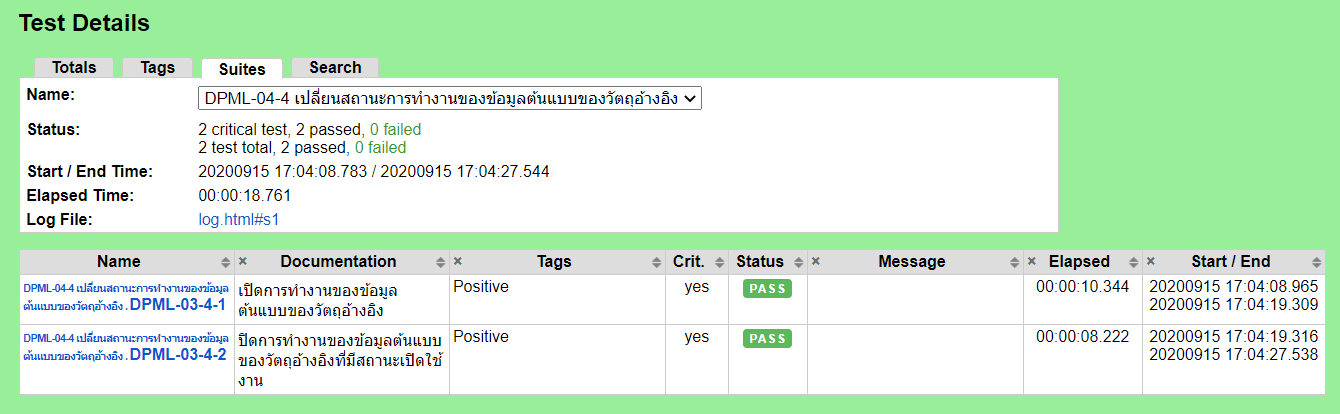 Test Details
Totals Tags Suites Search
Name: DPML-04-4 เปลี่ยนสถานะการทำงานของข้อมูลต้นแบบของวัตถุอ้างอิง
Status: 2 critical test, 2 passed, 0 failed
2 test total, 2 passed, 0 failed
Start / End Time: 20200915 17:04:08.783 / 20200915 17:04:27.544
Elapsed Time: 00:00:18.761
Log File: log.html#s1
Name × Documentation × Tags Crit. Status × Message × Elapsed × Start / End
DPML-04-4 เปลี่ยนสถานะการทำงานของข้อมูล เปิดการทำงานของข้อมูล Positive yes PASS 00:00:10.344 20200915 17:04:08.965
ต้นแบบของวัตถุอ้างอิง . DPML-03-4-1 ต้นแบบของวัตถุอ้างอิง 20200915 17:04:19.309
DPML-04-4 เปลี่ยนสถานะการทำงานของข้อมูล ปิดการทำงานของข้อมูลต้นแบบ Positive yes PASS 00:00:08.222 20200915 17:04:19.316
ต้นแบบของวัตถุอ้างอิง . DPML-03-4-2 ของวัตถุอ้างอิงที่มีสถานะเปิดใช้ 20200915 17:04:27.538
งาน